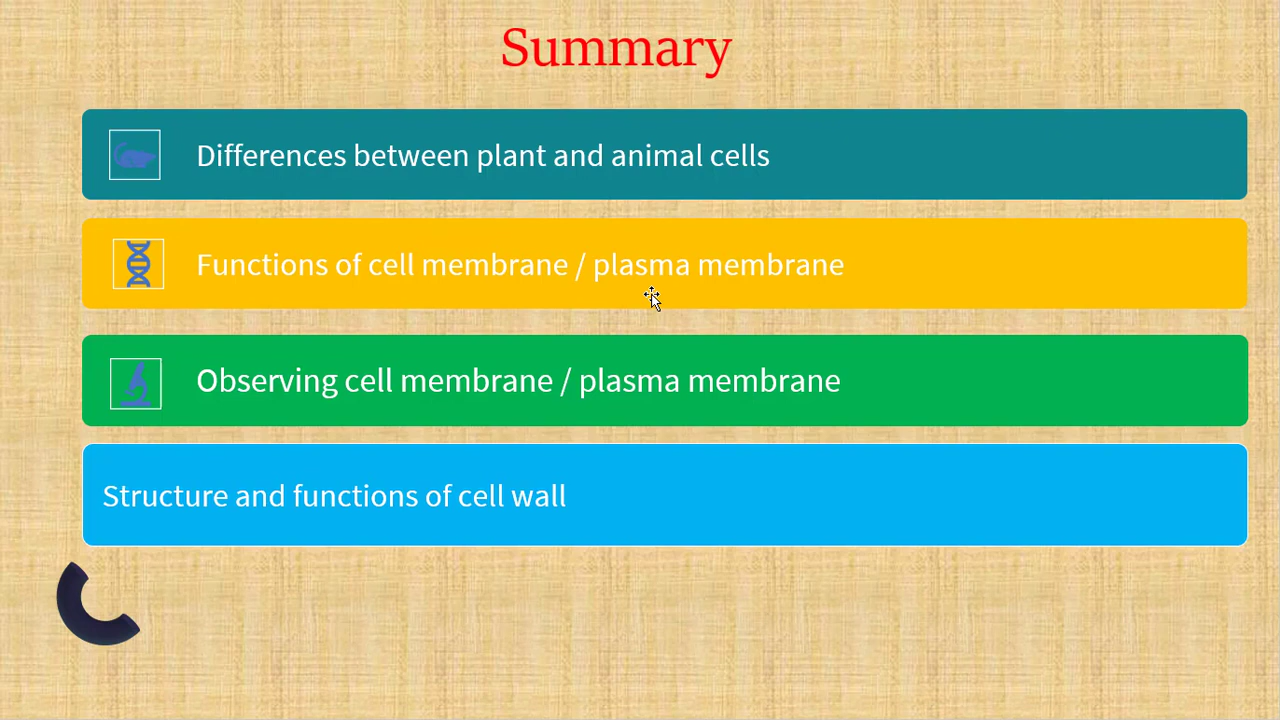 Summary
Differences between plant and animal cells
Functions of cell membrane / plasma membrane
Observing cell membrane / plasma membrane
Structure and functions of cell wall